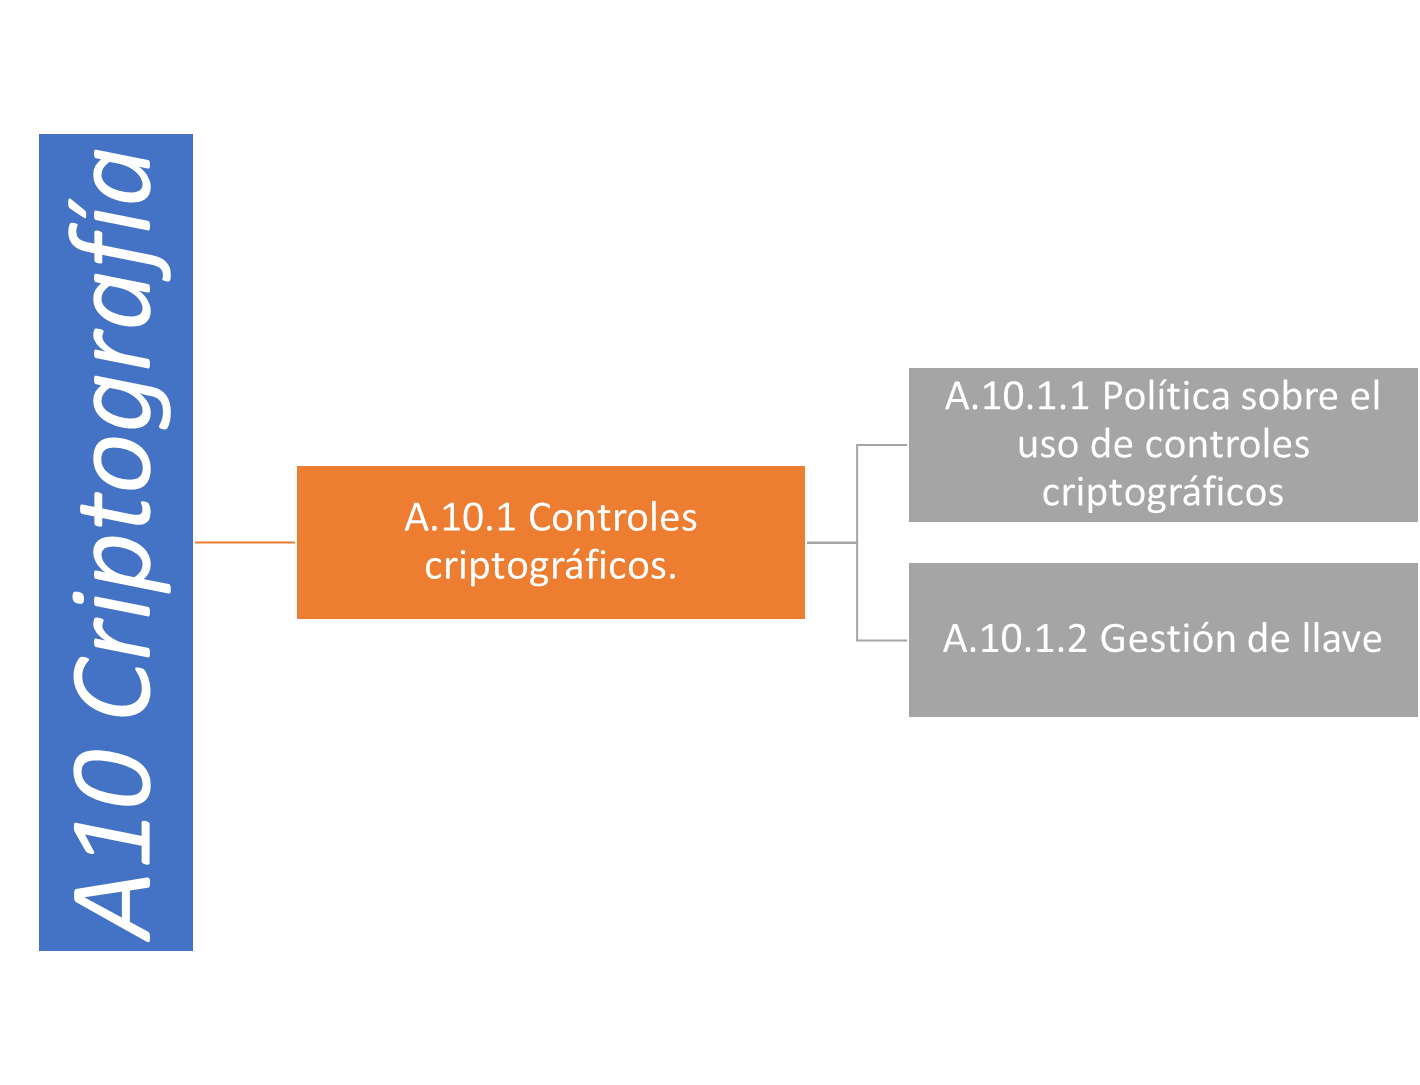 A10 Criptografía
A.10.1 Controles
criptográficos.
A.10.1.1 Política sobre el
uso de controles
criptográficos
A.10.1.2 Gestión de llave